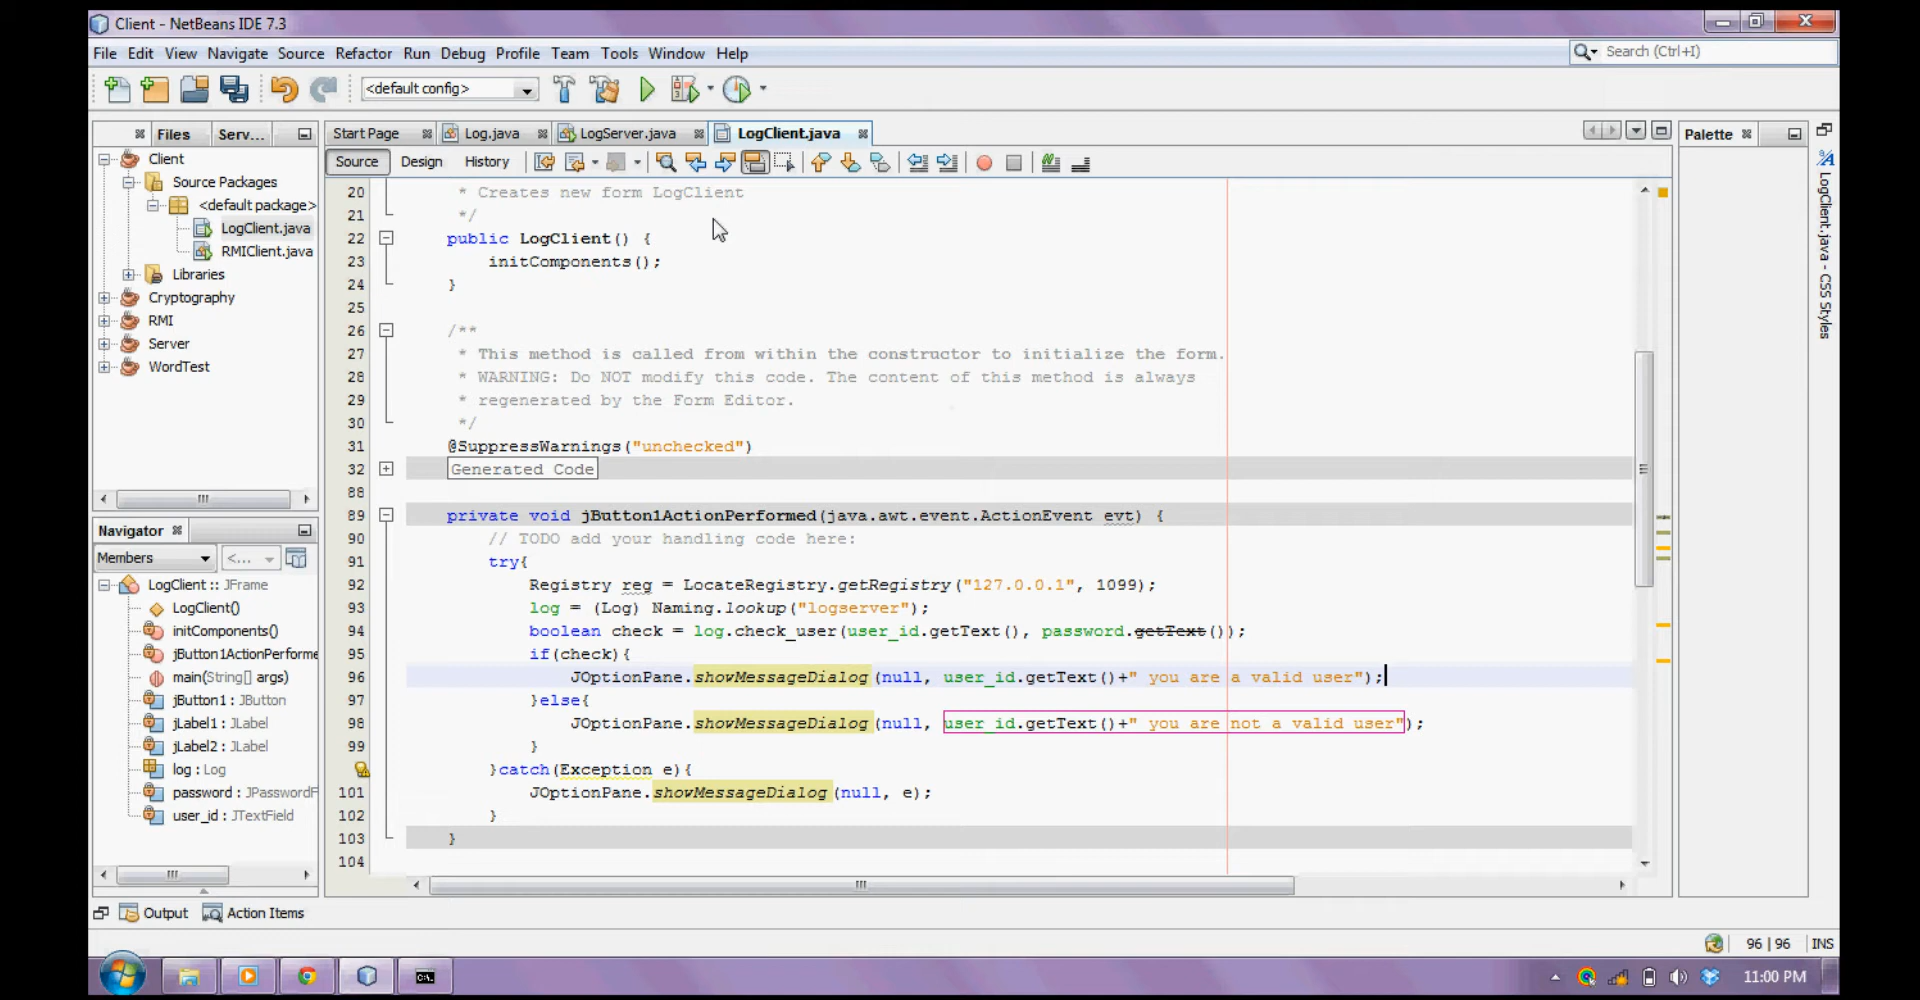 Client - NetBeans IDE 7.3
File Edit View Navigate Source Refactor Run Debug Profile Team Tools Window Help
Search (Ctrl+I)
<default config>
Files Serv...
Start Page Log.java LogServer.java LogClient.java
Palette
Source Design History
Client
Source Packages
<default package>
LogClient.java
RMIClient.java
Libraries
Cryptography
RMI
Server
WordTest
Navigator
Members <...
LogClient :: JFrame
LogClient()
initComponents()
jButton1ActionPerforme
main(String[] args)
jButton1 : JButton
jLabel1 : JLabel
jLabel2 : JLabel
log : Log
password : JPasswordF
user_id : JTextField
20 * Creates new form LogClient
21 */
22 public LogClient() {
23 initComponents();
24 }
25
26 /**
27 * This method is called from within the constructor to initialize the form.
28 * WARNING: Do NOT modify this code. The content of this method is always
29 * regenerated by the Form Editor.
30 */
31 @SuppressWarnings("unchecked")
32 Generated Code
88
89 private void jButton1ActionPerformed(java.awt.event.ActionEvent evt) {
90 // TODO add your handling code here:
91 try{
92 Registry reg = LocateRegistry.getRegistry("127.0.0.1", 1099);
93 log = (Log) Naming.lookup("logserver");
94 boolean check = log.check_user(user_id.getText(), password.getText());
95 if(check){
96 JOptionPane.showMessageDialog(null, user_id.getText()+" you are a valid user");
97 }else{
98 JOptionPane.showMessageDialog(null, user_id.getText()+" you are not a valid user");
99 }
}catch(Exception e){
101 JOptionPane.showMessageDialog(null, e);
102 }
103 }
104
LogClient.java - CSS Styles
Output Action Items
96 | 96 INS
11:00 PM